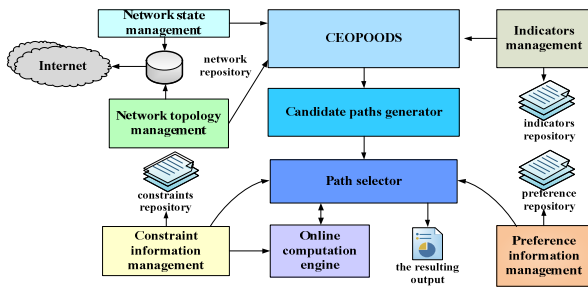 Network state
management
CEOPOODS
Indicators
management
Internet
network
repository
Network topology
management
Candidate paths
generator
indicators
repository
constraints
repository
Path selector
preference
repository
Constraint
information
management
Online
computation
engine
the resulting
output
Preference
information
management